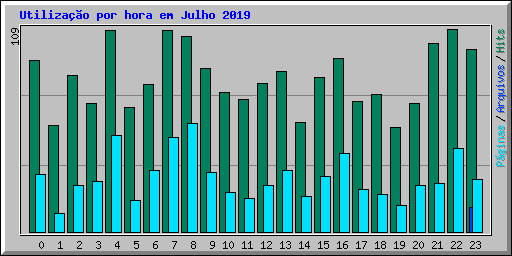 Utilização por hora em Julho 2019
109
Páginas / Arquivos / Hits
0 1 2 3 4 5 6 7 8 9 10 11 12 13 14 15 16 17 18 19 20 21 22 23